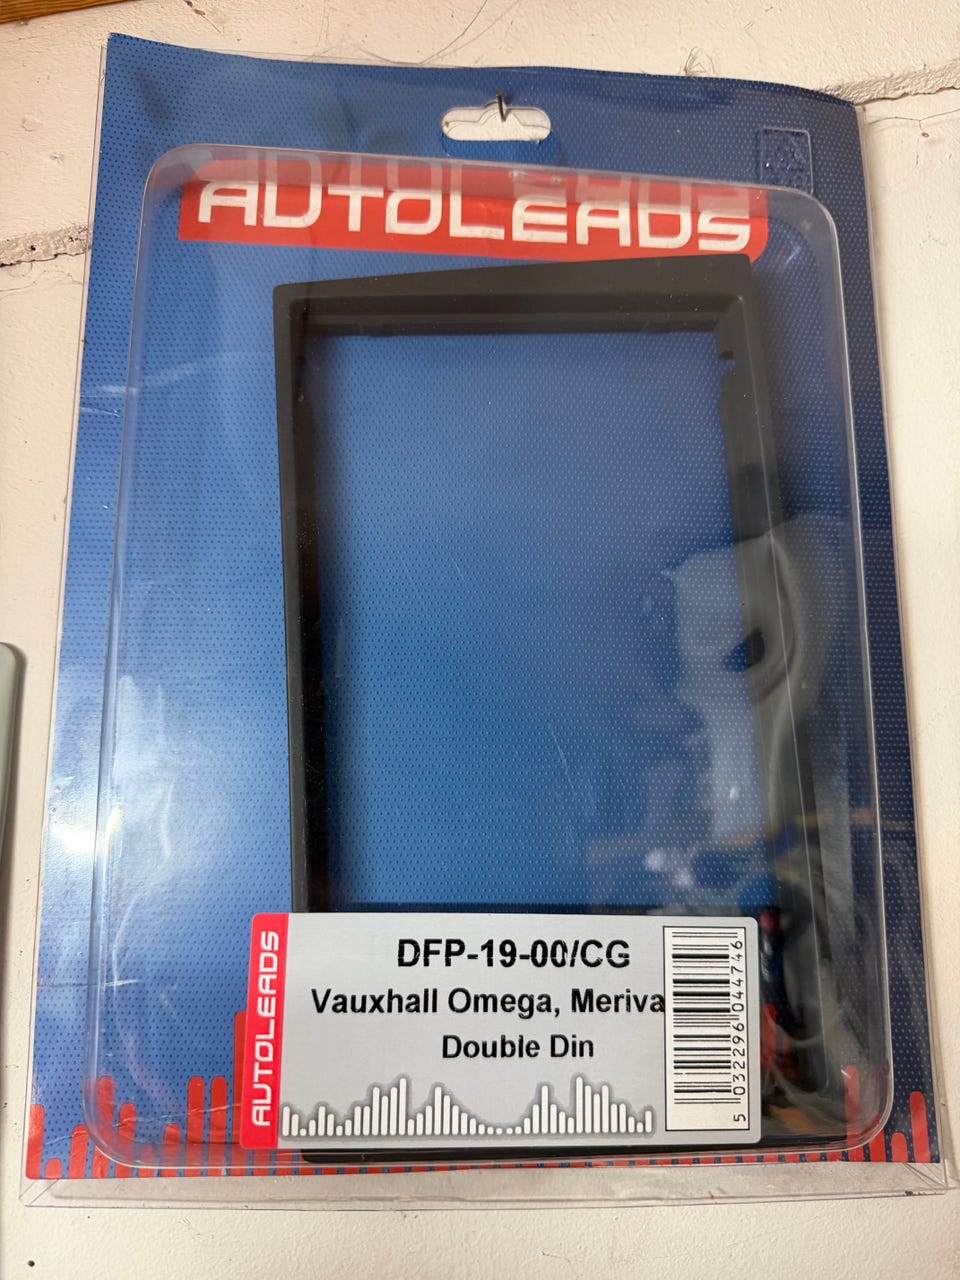 AUTOLEADS
AUTOLEADS
DFP-19-00/CG
Vauxhall Omega, Meriva
Double Din
5 032296 044746